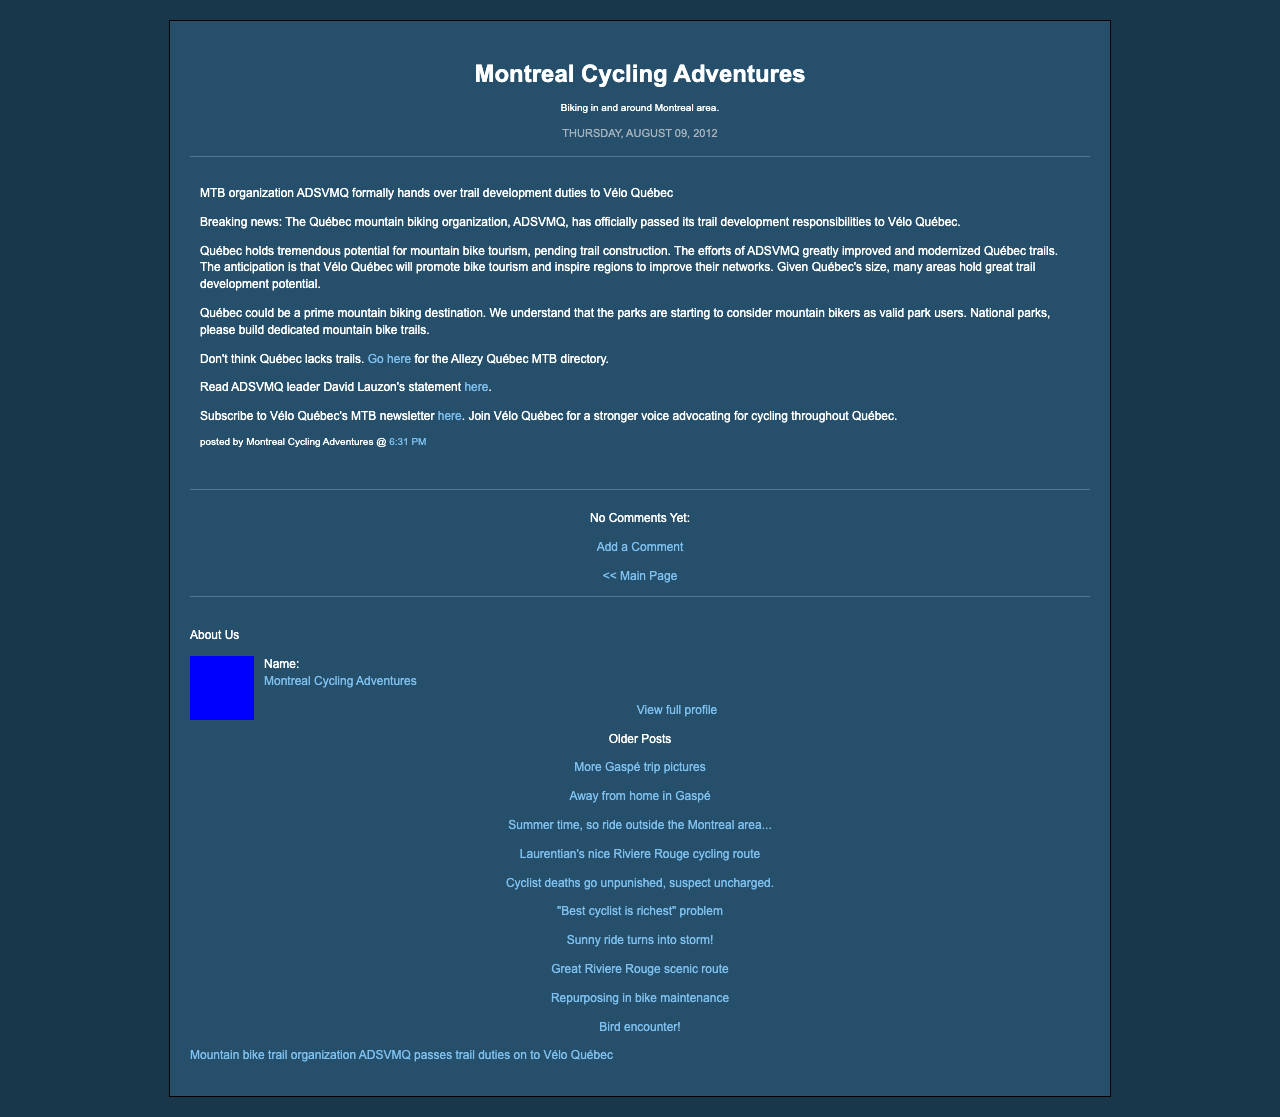 Montreal Cycling Adventures
Biking in and around Montreal area.
THURSDAY, AUGUST 09, 2012
MTB organization ADSVMQ formally hands over trail development duties to Vélo Québec
Breaking news: The Québec mountain biking organization, ADSVMQ, has officially passed its trail development responsibilities to Vélo Québec.
Québec holds tremendous potential for mountain bike tourism, pending trail construction. The efforts of ADSVMQ greatly improved and modernized Québec trails.
The anticipation is that Vélo Québec will promote bike tourism and inspire regions to improve their networks. Given Québec's size, many areas hold great trail
development potential.
Québec could be a prime mountain biking destination. We understand that the parks are starting to consider mountain bikers as valid park users. National parks,
please build dedicated mountain bike trails.
Don't think Québec lacks trails. Go here for the Allezy Québec MTB directory.
Read ADSVMQ leader David Lauzon's statement here.
Subscribe to Vélo Québec's MTB newsletter here. Join Vélo Québec for a stronger voice advocating for cycling throughout Québec.
posted by Montreal Cycling Adventures @ 6:31 PM
No Comments Yet:
Add a Comment
<< Main Page
About Us
Name:
Montreal Cycling Adventures
View full profile
Older Posts
More Gaspé trip pictures
Away from home in Gaspé
Summer time, so ride outside the Montreal area...
Laurentian's nice Riviere Rouge cycling route
Cyclist deaths go unpunished, suspect uncharged.
"Best cyclist is richest" problem
Sunny ride turns into storm!
Great Riviere Rouge scenic route
Repurposing in bike maintenance
Bird encounter!
Mountain bike trail organization ADSVMQ passes trail duties on to Vélo Québec